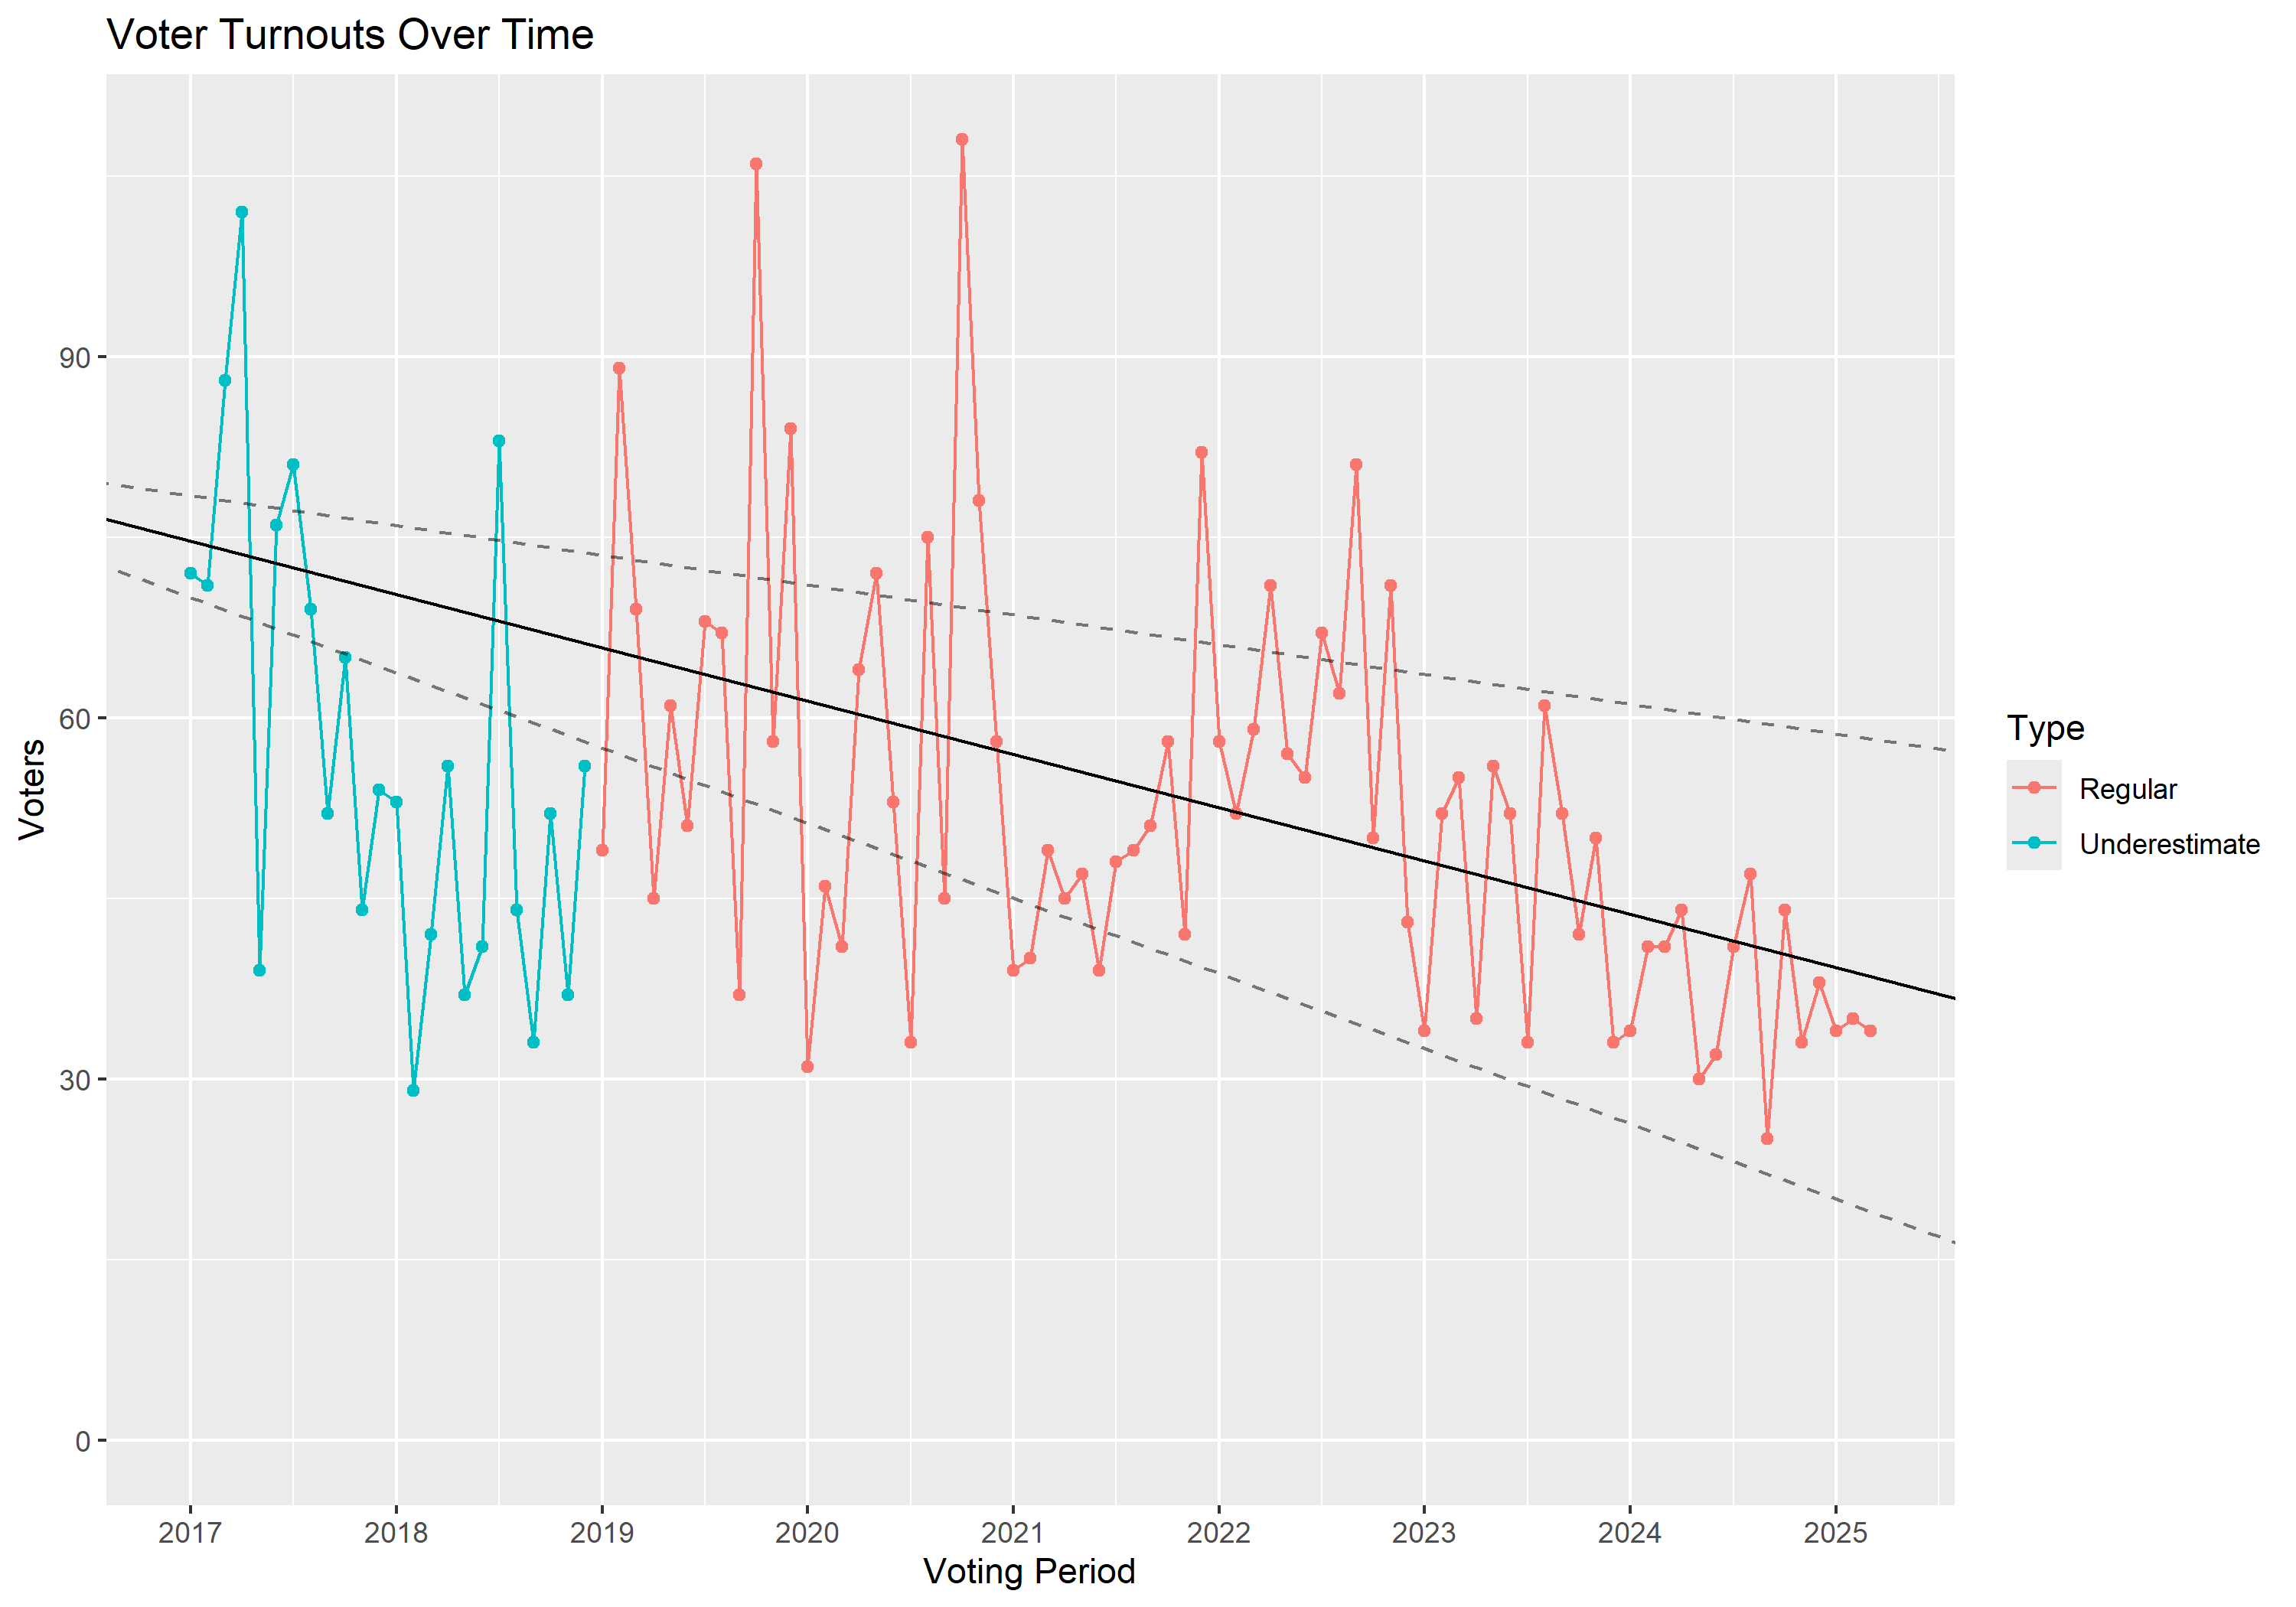 Voter Turnouts Over Time
Voters
90
60
30
0
2017 2018 2019 2020 2021 2022 2023 2024 2025
Voting Period
Type
Regular
Underestimate